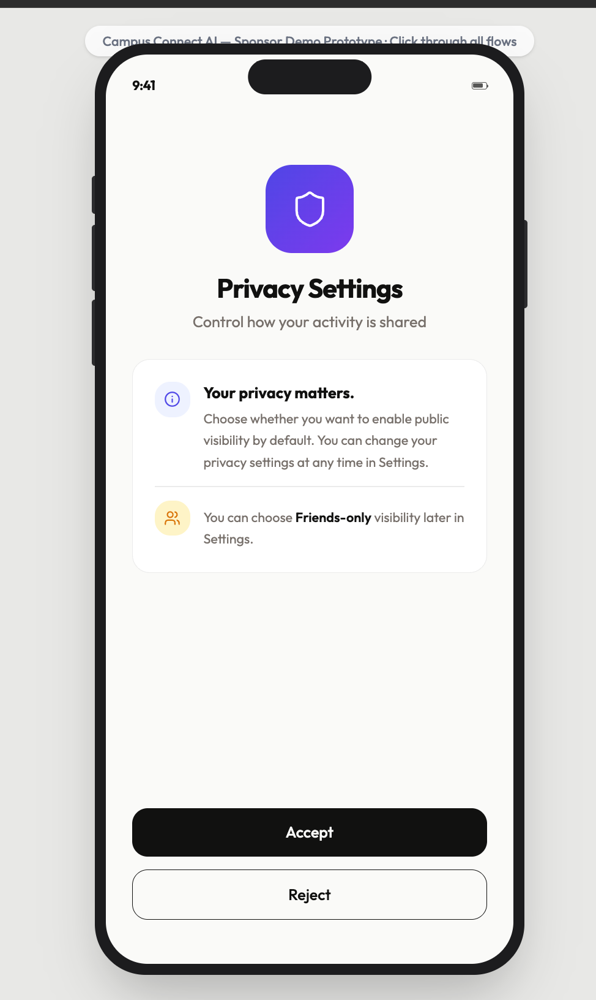 Campus Connect AI — Sponsor Demo Prototype · Click through all flows
9:41
Privacy Settings
Control how your activity is shared
Your privacy matters.
Choose whether you want to enable public
visibility by default. You can change your
privacy settings at any time in Settings.
You can choose Friends-only visibility later in
Settings.
Accept
Reject